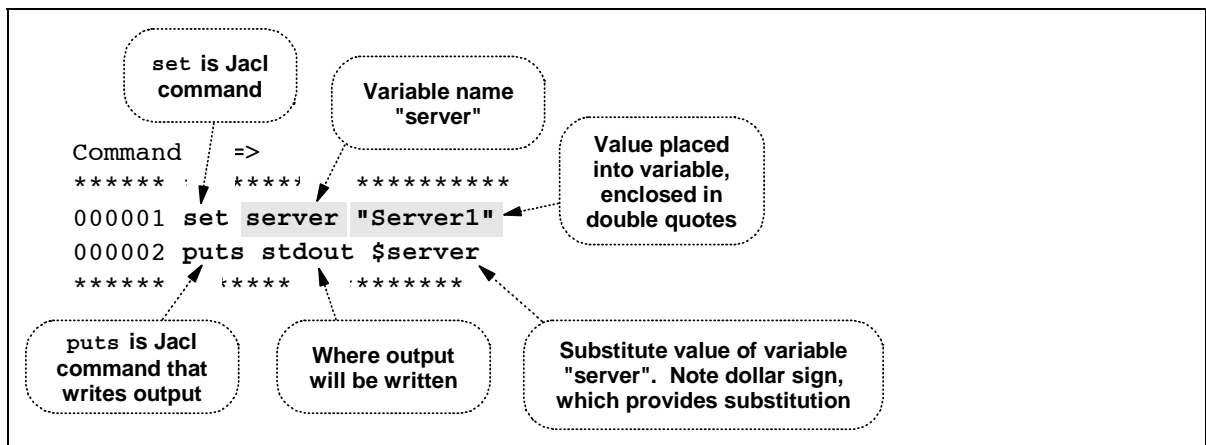 set is Jacl
command
Variable name
"server"
Value placed
into variable,
enclosed in
double quotes
Command =>
****** ***** **********
000001 set server "Server1"
000002 puts stdout $server
****** ***** *******
puts is Jacl
command that
writes output
Where output
will be written
Substitute value of variable
"server". Note dollar sign,
which provides substitution